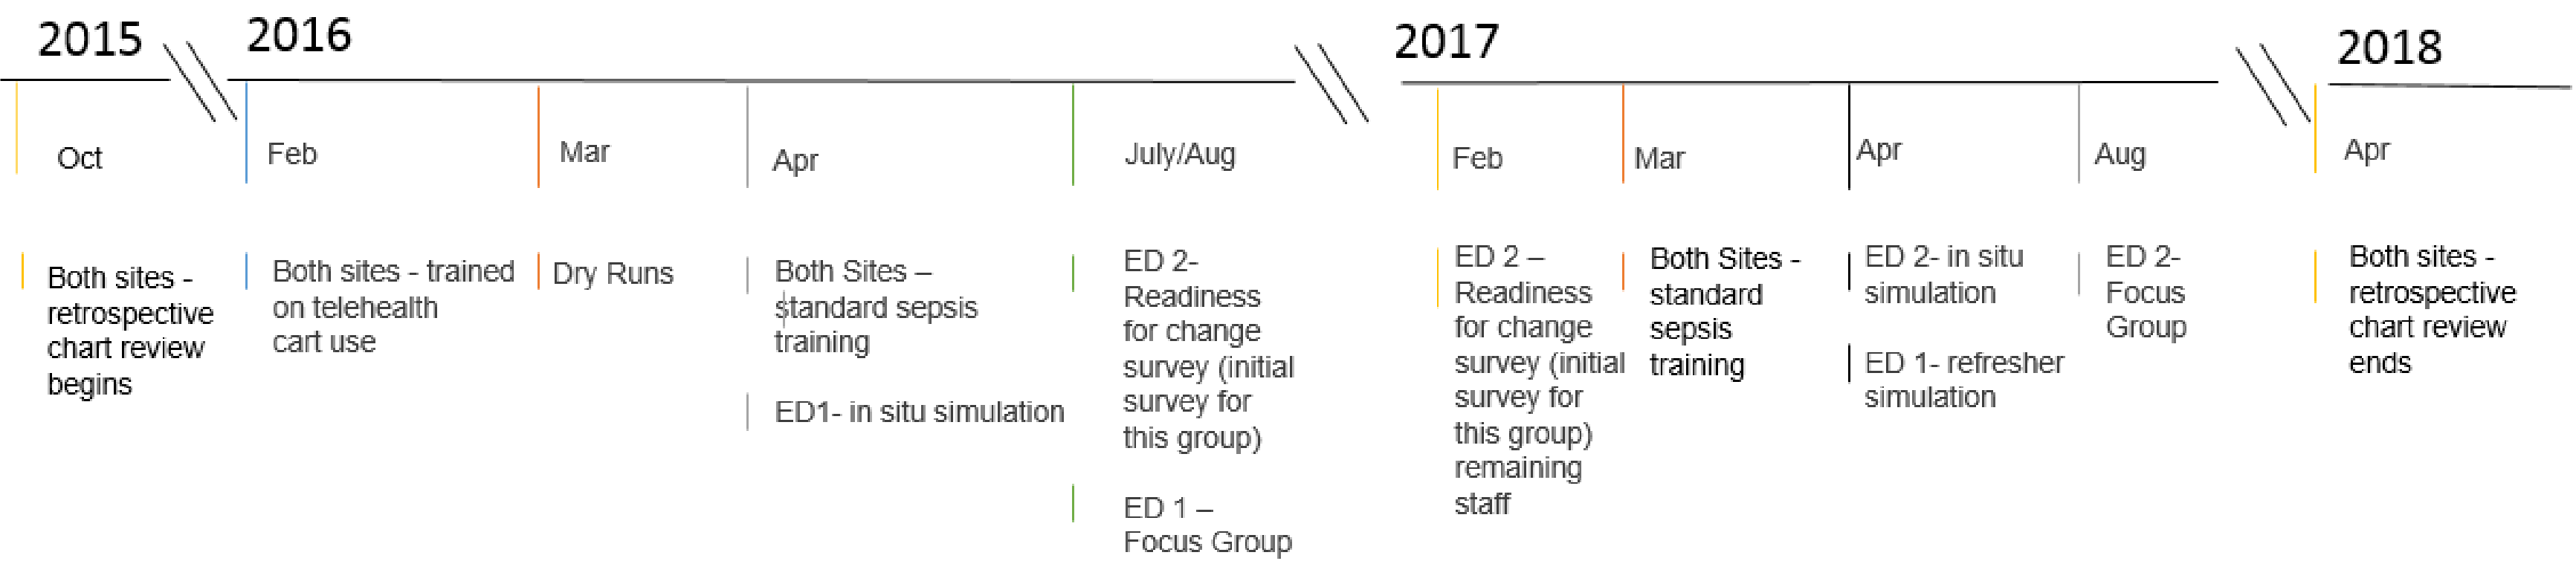 2015
2016
2017
2018
Oct
Feb
Mar
Apr
July/Aug
Feb
Mar
Apr
Aug
Apr
Both sites -
retrospective
chart review
begins
Both sites - trained
on telehealth
cart use
Dry Runs
Both Sites –
standard sepsis
training
ED1- in situ simulation
ED 2-
Readiness
for change
survey (initial
survey for
this group)
ED 1 –
Focus Group
ED 2 –
Readiness
for change
survey (initial
survey for
this group)
remaining
staff
Both Sites -
standard
sepsis
training
ED 2- in situ
simulation
ED 1- refresher
simulation
ED 2-
Focus
Group
Both sites -
retrospective
chart review
ends